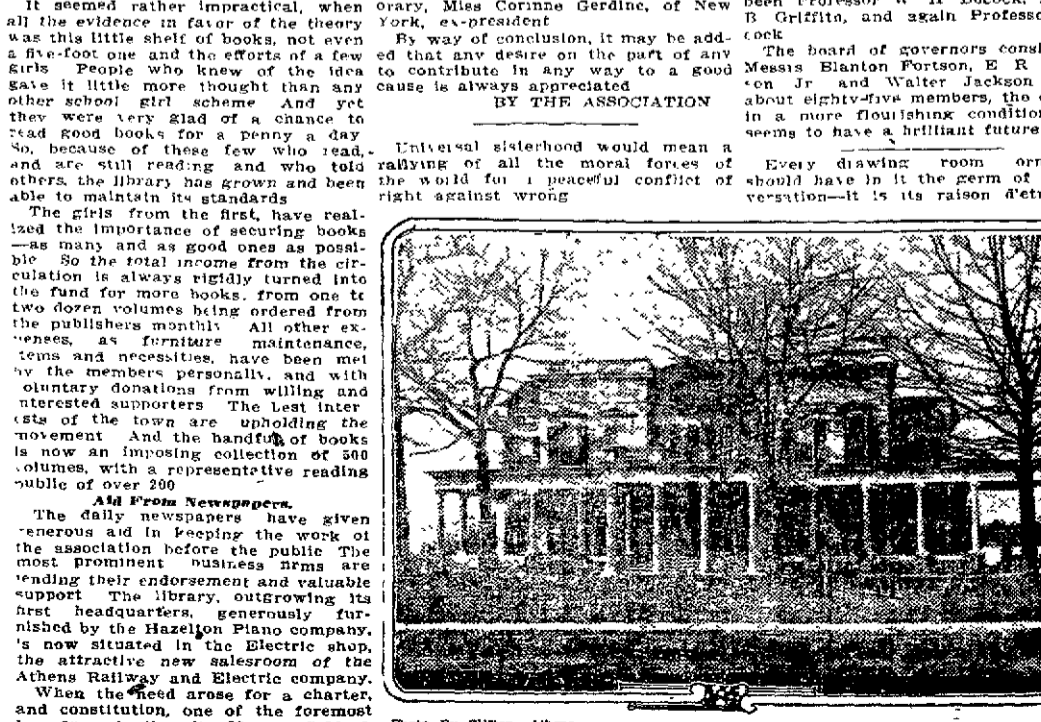 It seemed rather impractical, when
all the evidence in favor of the theory
was this little shelf of books, not even
a five-foot one and the efforts of a few
girls People who knew of the idea
gave it little more thought than any
other school girl scheme And yet
they were very glad of a chance to
read good books for a penny a day
So, because of these few who read,
and are still reading and who told
others, the library has grown and been
able to maintain its standards
The girls from the first, have real-
ized the importance of securing books
—as many and as good ones as possi-
ble So the total income from the cir-
culation is always rigidly turned into
the fund for more books, from one to
two dozen volumes being ordered from
the publishers monthly All other ex-
penses, as furniture maintenance,
items and necessities, have been met
by the members personally, and with
oluntary donations from willing and
nterested supporters The best inter
ests of the town are upholding the
movement And the handful of books
is now an imposing collection of 500
volumes, with a representative reading
public of over 200
Aid From Newspapers.
The daily newspapers have given
generous aid in keeping the work of
the association before the public The
most prominent business firms are
lending their endorsement and valuable
support The library, outgrowing its
first headquarters, generously fur-
nished by the Hazelton Piano company,
's now situated in the Electric shop,
the attractive new salesroom of the
Athens Railway and Electric company.
When the need arose for a charter,
and constitution, one of the foremost
orary, Miss Corinne Gerdine, of New
York, ex-president
By way of conclusion, it may be add-
ed that any desire on the part of any
to contribute in any way to a good
cause is always appreciated
BY THE ASSOCIATION
Universal sisterhood would mean a
rallying of all the moral forces of
the world for a peaceful conflict of
right against wrong
been Professor W H
B Griffith, and again Professo
cock
The board of governors consi
Messrs Blanton Fortson, E R
son Jr and Walter Jackson
about eighty-five members, the
in a more flourishing condition
seems to have a brilliant future
Every drawing room orn
should have in it the germ of
versation—it is its raison d'etr